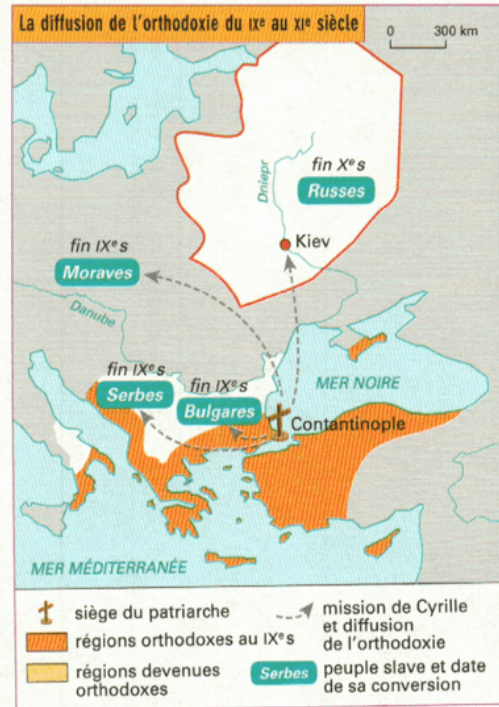 La diffusion de l'orthodoxie du IXe au XIe siècle
0 300 km
fin Xe s
Russes
Dniepr
Kiev
fin IXe s
Moraves
Danube
fin IXe s
Serbes
fin IXe s
Bulgares
MER NOIRE
Contantinople
MER MÉDITERRANÉE
siège du patriarche
régions orthodoxes au IXe s
régions devenues
orthodoxes
mission de Cyrille
et diffusion
de l'orthodoxie
Serbes peuple slave et date
de sa conversion